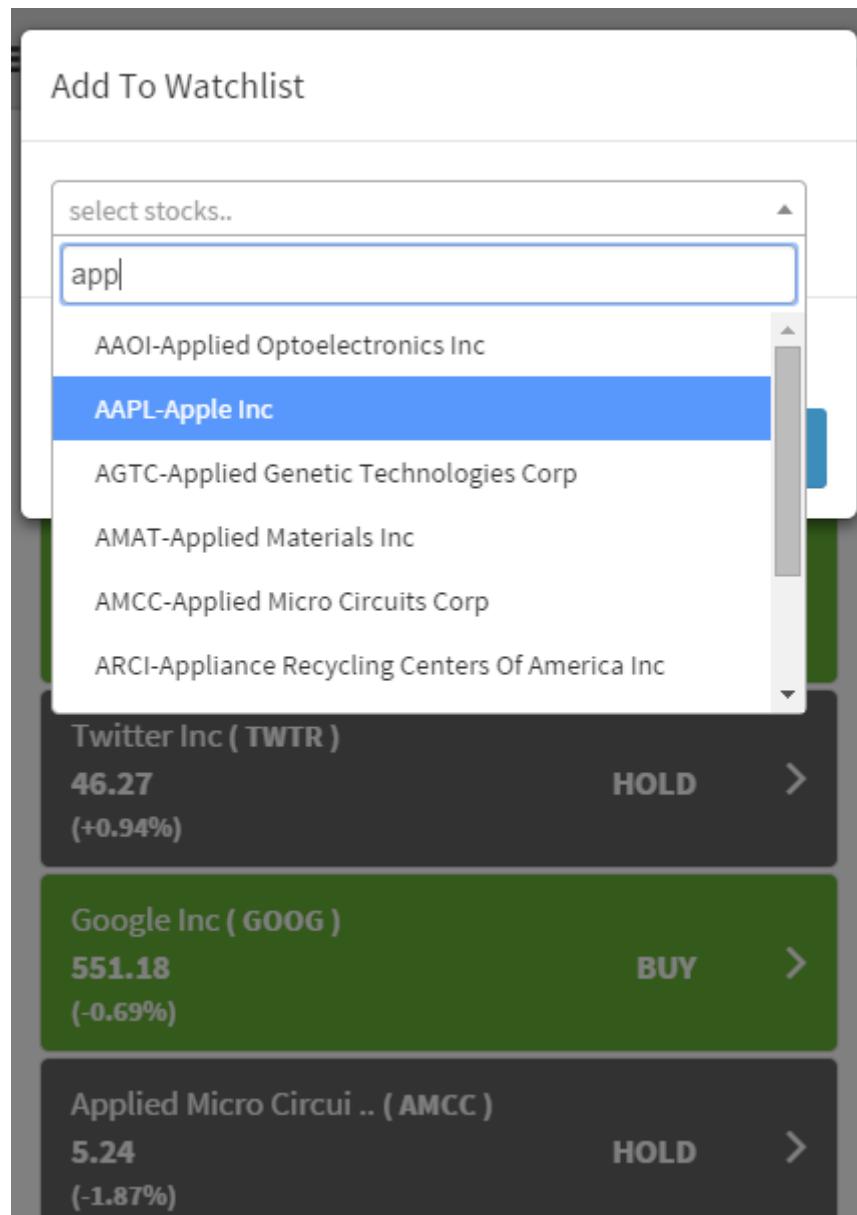 Add To Watchlist
select stocks..
app
AAOI-Applied Optoelectronics Inc
AAPL-Apple Inc
AGTC-Applied Genetic Technologies Corp
AMAT-Applied Materials Inc
AMCC-Applied Micro Circuits Corp
ARCI-Appliance Recycling Centers Of America Inc
Twitter Inc ( TWTR )
46.27 HOLD
(+0.94%)
Google Inc ( GOOG )
551.18 BUY
(-0.69%)
Applied Micro Circui .. ( AMCC )
5.24 HOLD
(-1.87%)